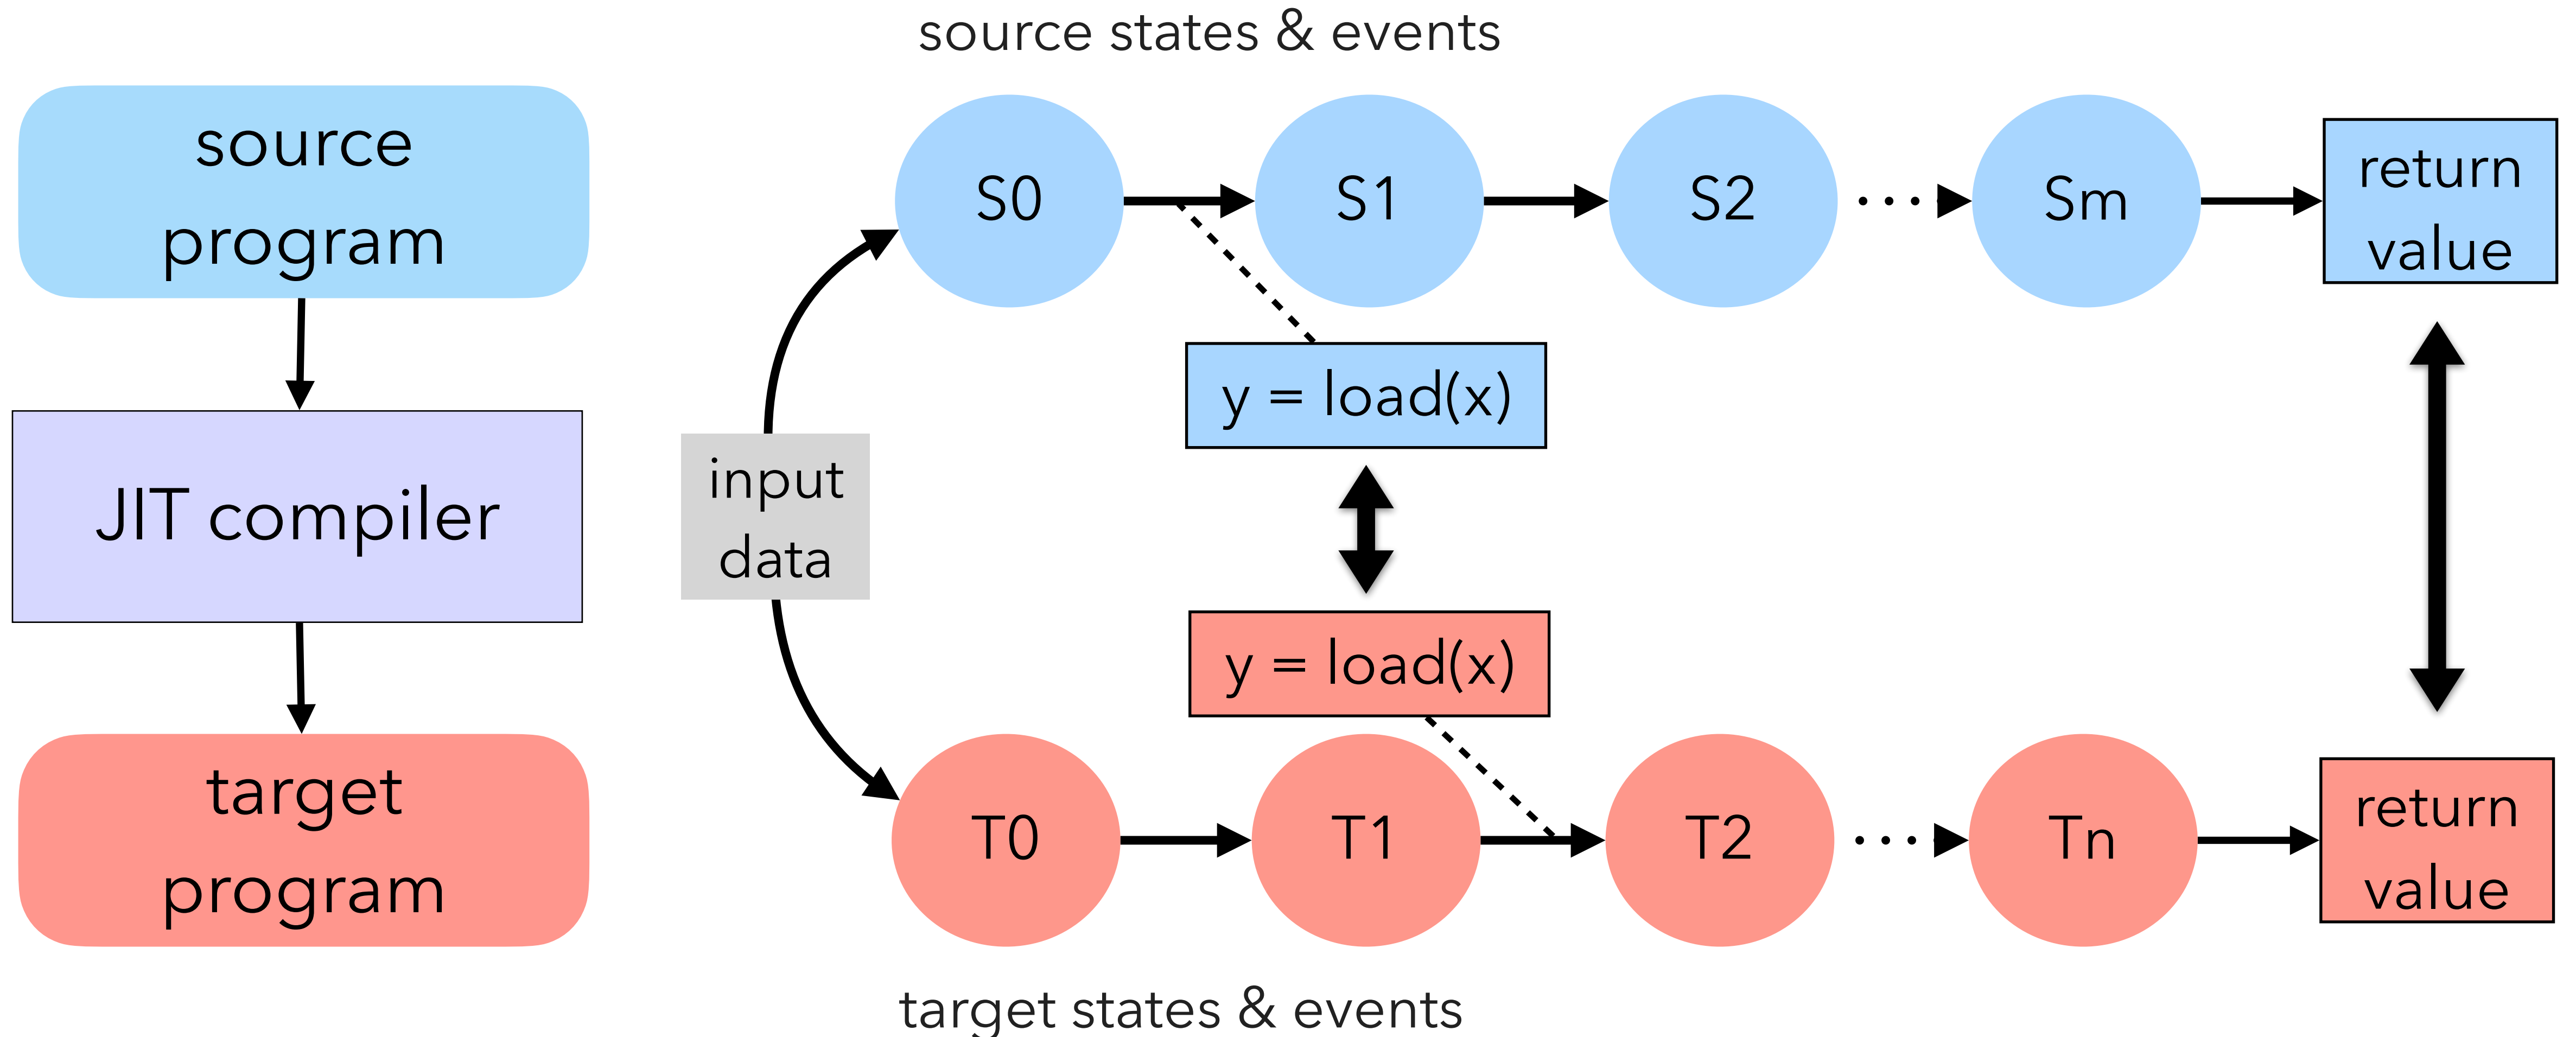 source states & events
source
program
JIT compiler
target
program
input
data
S0
S1
S2
Sm
return
value
y = load(x)
y = load(x)
T0
T1
T2
Tn
return
value
target states & events